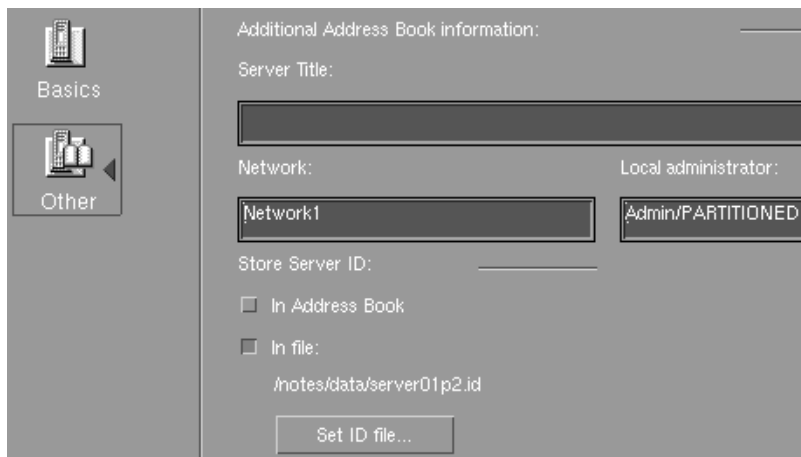 Basics
Other
Additional Address Book information:
Server Title:
Network:
Local administrator:
Network1
Admin/PARTITIONED
Store Server ID:
In Address Book
In file:
/notes/data/server01p2.id
Set ID file...